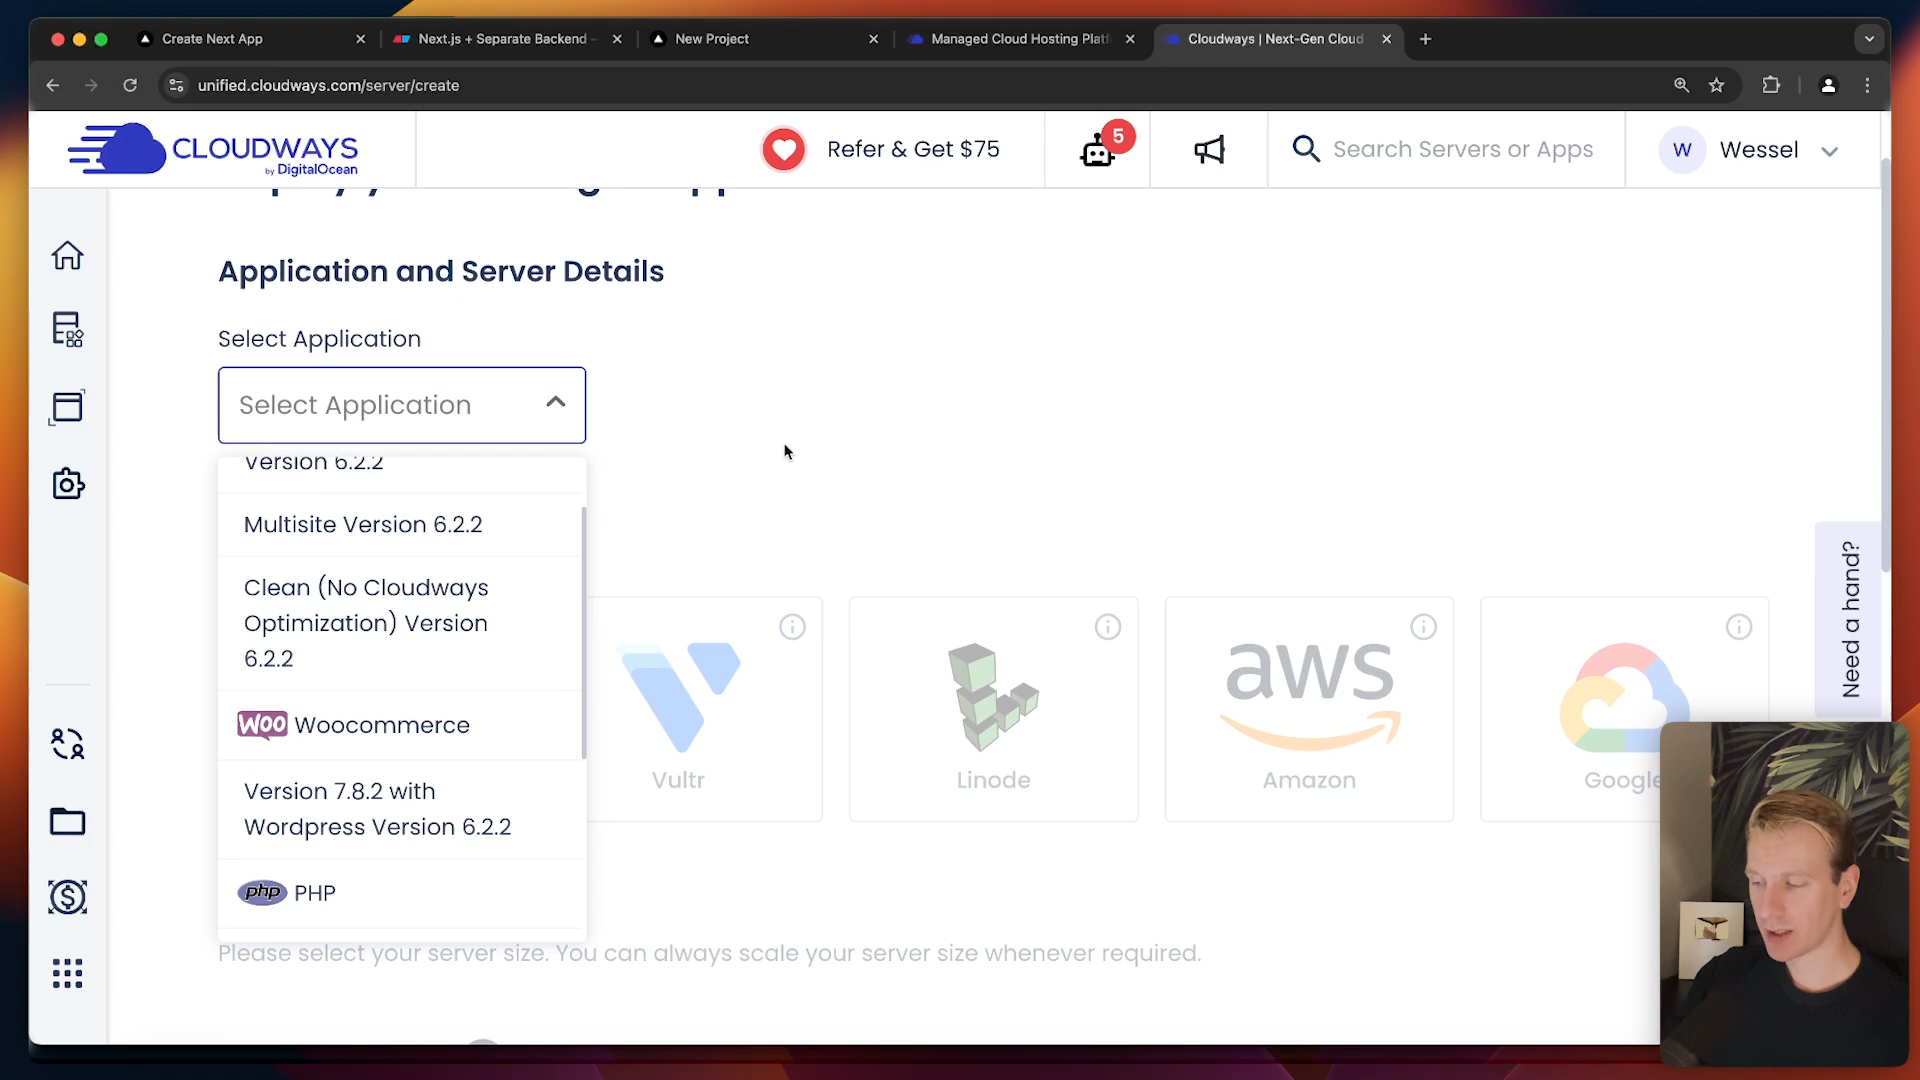 Create Next App
Next.js + Separate Backend -
New Project
Managed Cloud Hosting Platf
Cloudways | Next-Gen Cloud
unified.cloudways.com/server/create
CLOUDWAYS
by DigitalOcean
Refer & Get $75
5
Search Servers or Apps
W
Wessel
Application and Server Details
Select Application
Select Application
Version 6.2.2
Multisite Version 6.2.2
Clean (No Cloudways
Optimization) Version
6.2.2
WOO Woocommerce
Version 7.8.2 with
Wordpress Version 6.2.2
php PHP
Vultr
Linode
aws
Amazon
Google
Need a hand?
Please select your server size. You can always scale your server size whenever required.